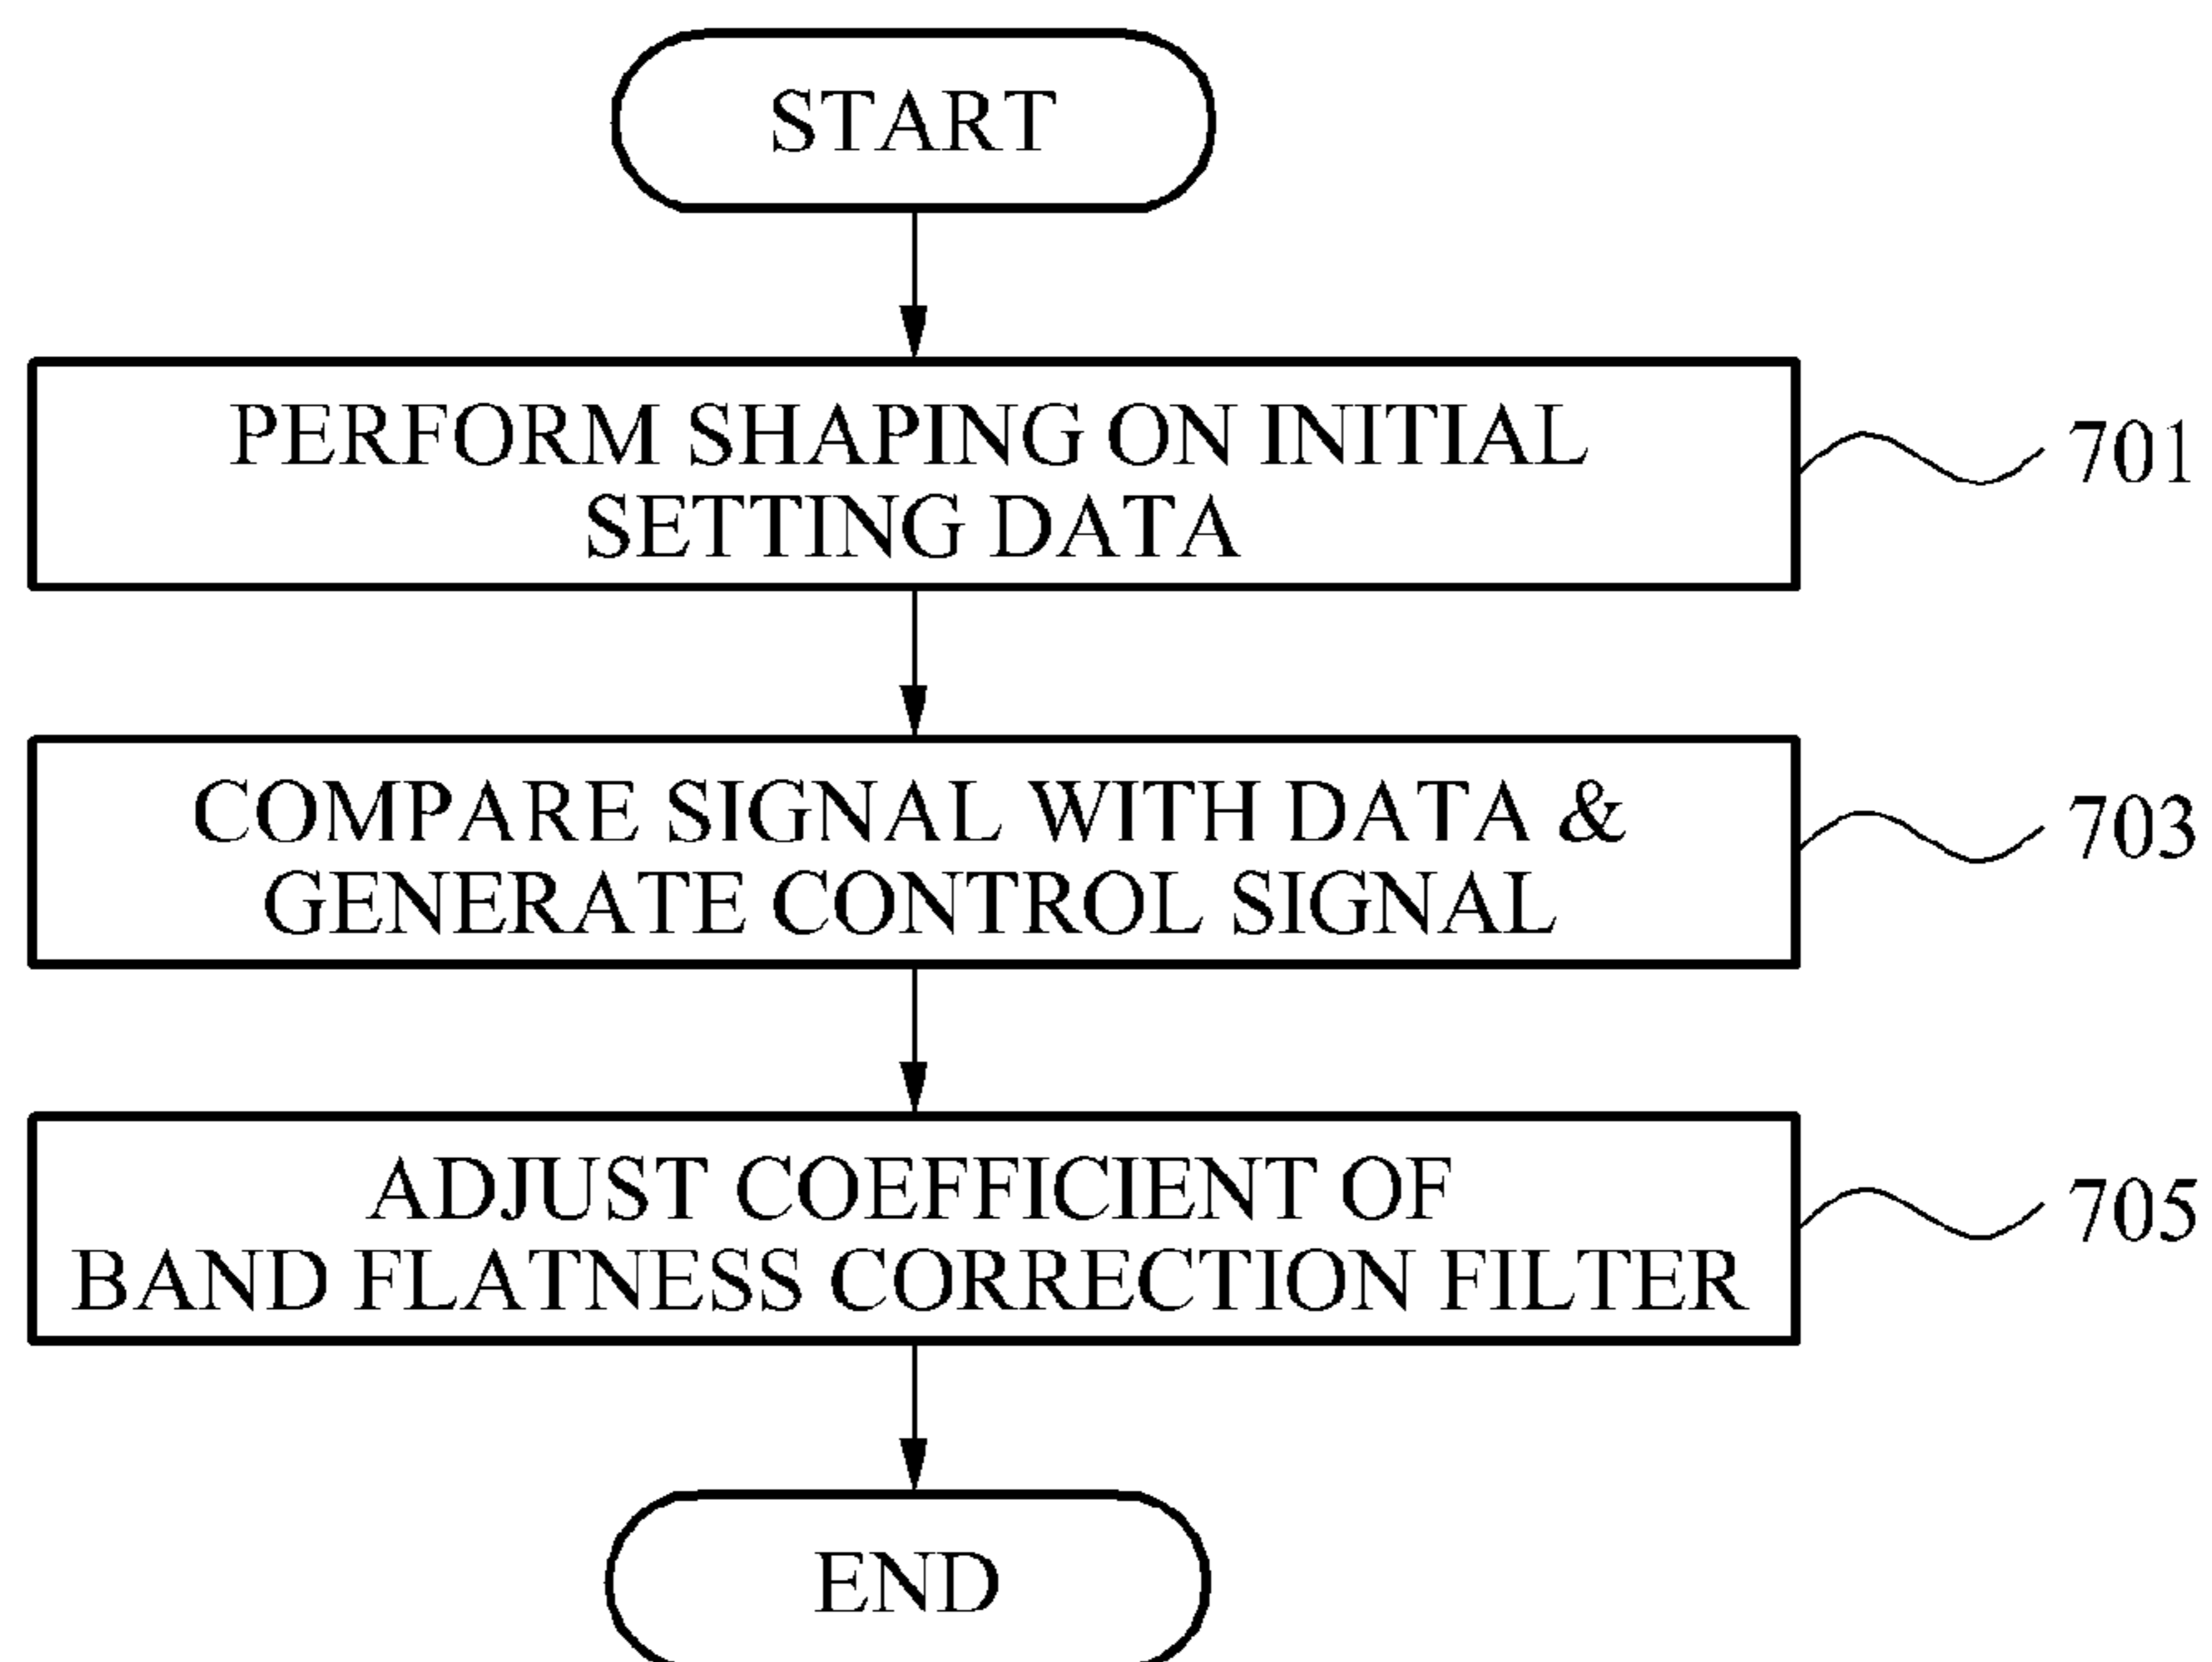 START
PERFORM SHAPING ON INITIAL
SETTING DATA
701
COMPARE SIGNAL WITH DATA &
GENERATE CONTROL SIGNAL
703
ADJUST COEFFICIENT OF
BAND FLATNESS CORRECTION FILTER
705
END